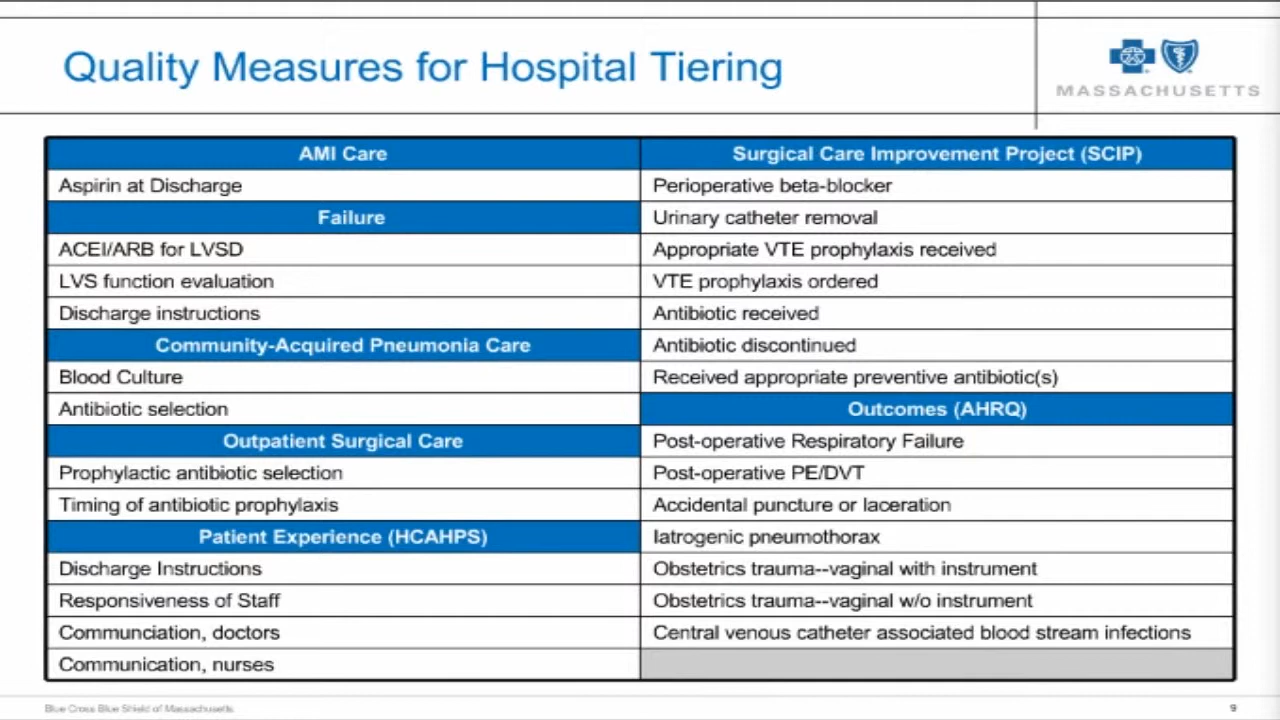 Quality Measures for Hospital Tiering
MASSACHUSETTS
AMI Care
Aspirin at Discharge
Failure
ACEI/ARB for LVSD
LVS function evaluation
Discharge instructions
Community-Acquired Pneumonia Care
Blood Culture
Antibiotic selection
Outpatient Surgical Care
Prophylactic antibiotic selection
Timing of antibiotic prophylaxis
Patient Experience (HCAHPS)
Discharge Instructions
Responsiveness of Staff
Communciation, doctors
Communication, nurses
Surgical Care Improvement Project (SCIP)
Perioperative beta-blocker
Urinary catheter removal
Appropriate VTE prophylaxis received
VTE prophylaxis ordered
Antibiotic received
Antibiotic discontinued
Received appropriate preventive antibiotic(s)
Outcomes (AHRQ)
Post-operative Respiratory Failure
Post-operative PE/DVT
Accidental puncture or laceration
Iatrogenic pneumothorax
Obstetrics trauma--vaginal with instrument
Obstetrics trauma--vaginal w/o instrument
Central venous catheter associated blood stream infections
Blue Cross Blue Shield of Massachusetts
9